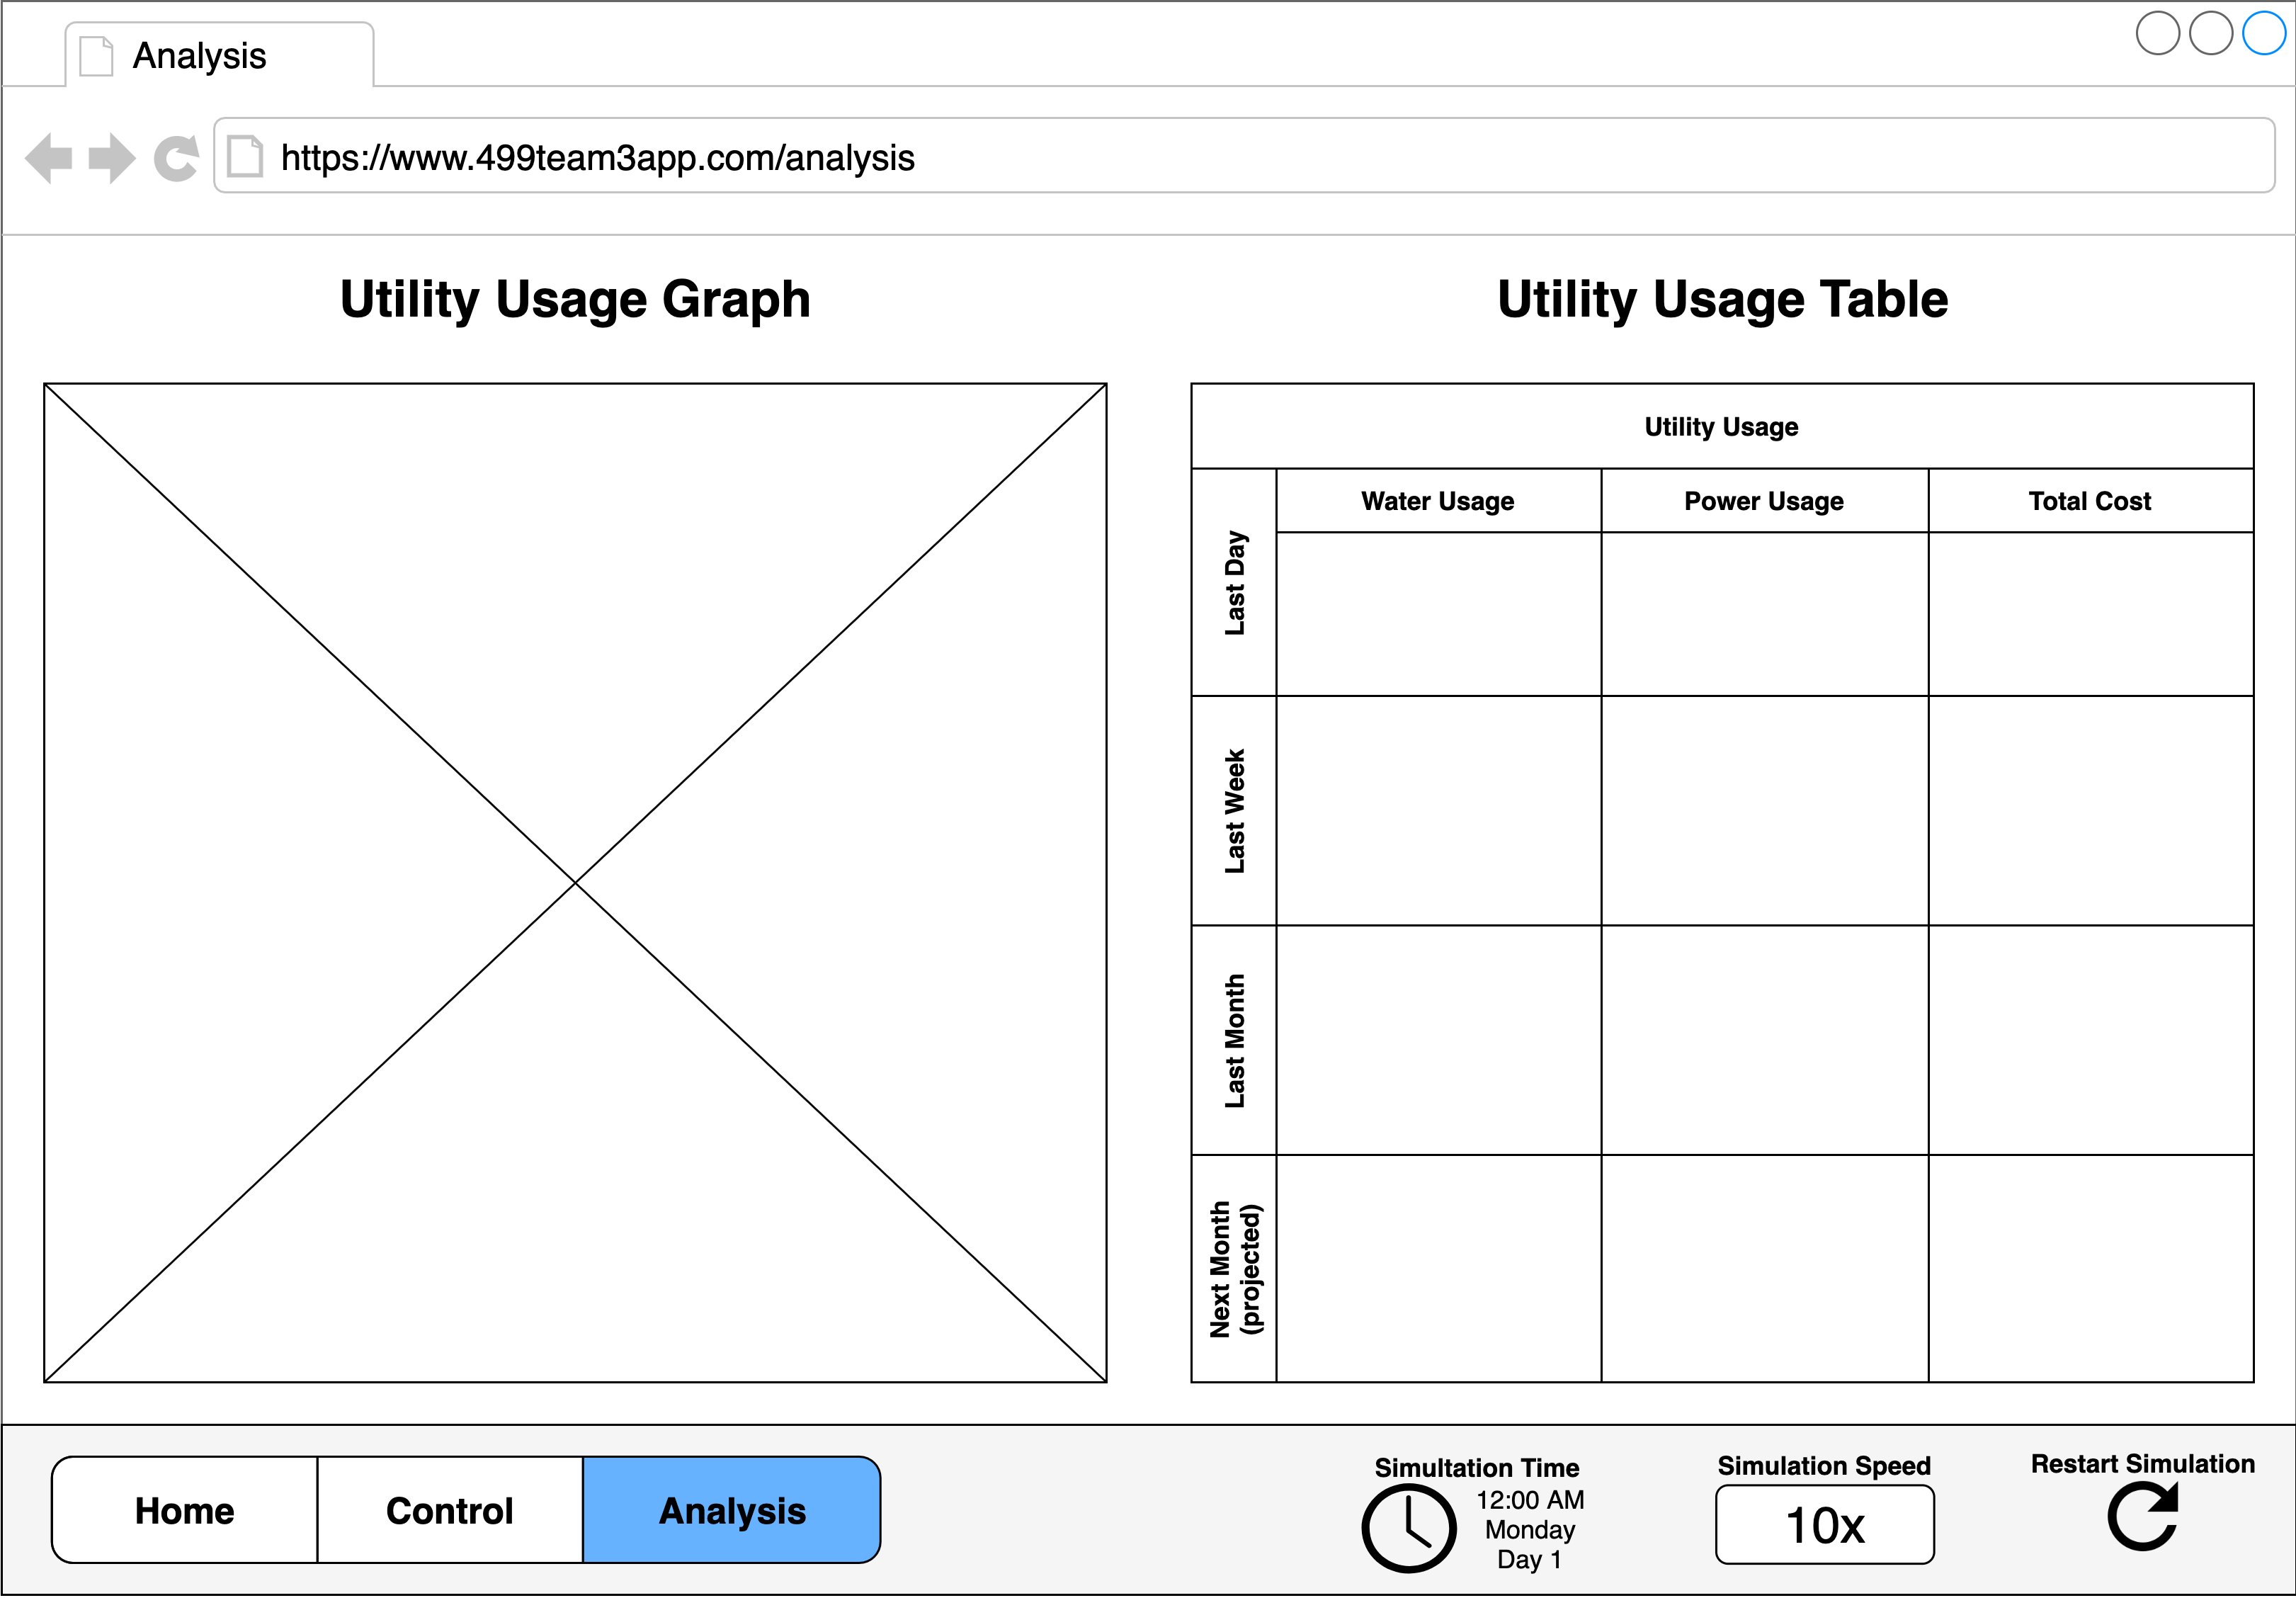 Analysis
https://www.499team3app.com/analysis
Utility Usage Graph
Utility Usage Table
Utility Usage
Water Usage
Power Usage
Total Cost
Last Day
Last Week
Last Month
Next Month
(projected)
Home
Control
Analysis
Simultation Time
12:00 AM
Monday
Day 1
Simulation Speed
10x
Restart Simulation